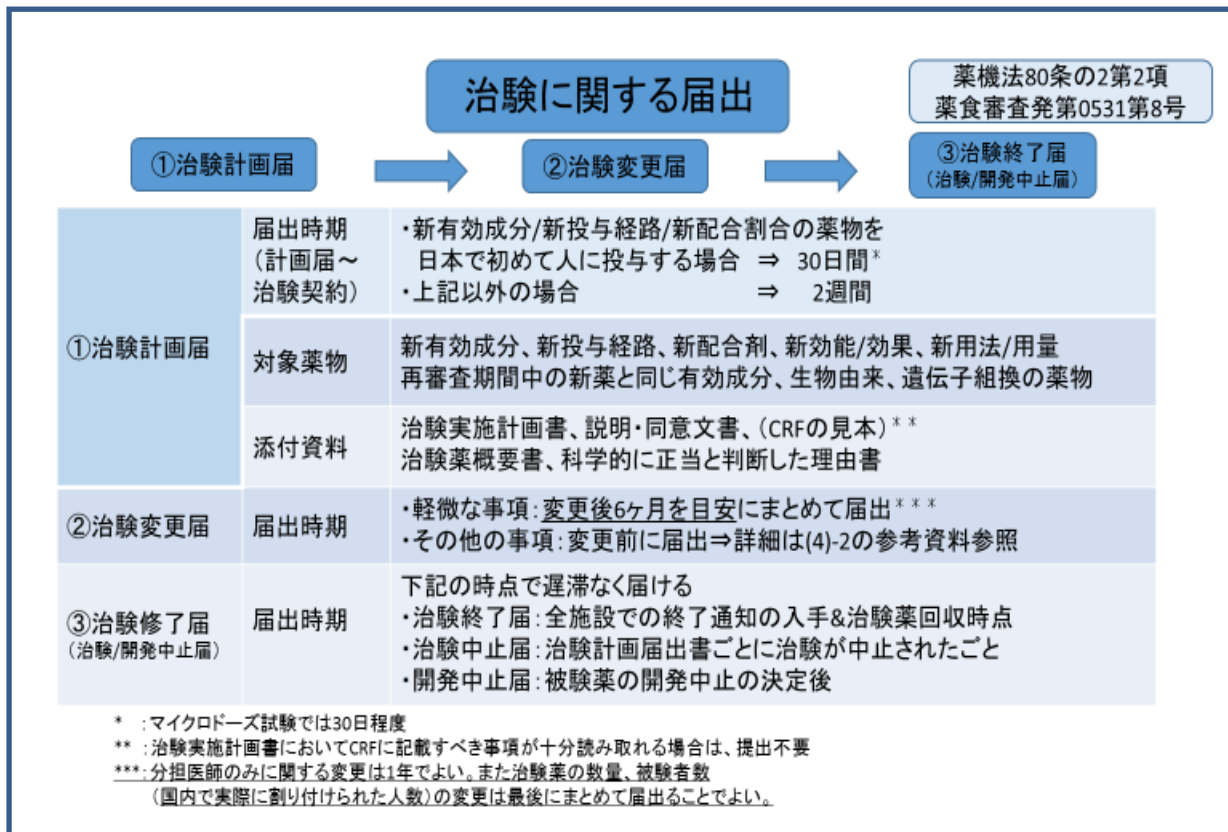 治験に関する届出
薬機法80条の2第2項
薬食審査発第0531第8号
①治験計画届
②治験変更届
③治験終了届
(治験/開発中止届)
①治験計画届
届出時期
(計画届～
治験契約)
・新有効成分/新投与経路/新配合割合の薬物を
日本で初めて人に投与する場合 ⇒ 30日間*
・上記以外の場合 ⇒ 2週間
対象薬物
新有効成分、新投与経路、新配合剤、新効能/効果、新用法/用量
再審査期間中の新薬と同じ有効成分、生物由来、遺伝子組換の薬物
添付資料
治験実施計画書、説明・同意文書、(CRFの見本)**
治験薬概要書、科学的に正当と判断した理由書
②治験変更届
届出時期
・軽微な事項:変更後6ヶ月を目安にまとめて届出***
・その他の事項:変更前に届出⇒詳細は(4)-2の参考資料参照
③治験修了届
(治験/開発中止届)
届出時期
下記の時点で遅滞なく届ける
・治験終了届:全施設での終了通知の入手&治験薬回収時点
・治験中止届:治験計画届出書ごとに治験が中止されたごと
・開発中止届:被験薬の開発中止の決定後
* :マイクロドーズ試験では30日程度
** :治験実施計画書においてCRFに記載すべき事項が十分読み取れる場合は、提出不要
***:分担医師のみに関する変更は1年でよい。また治験薬の数量、被験者数
(国内で実際に割り付けられた人数)の変更は最後にまとめて届出ることでよい。